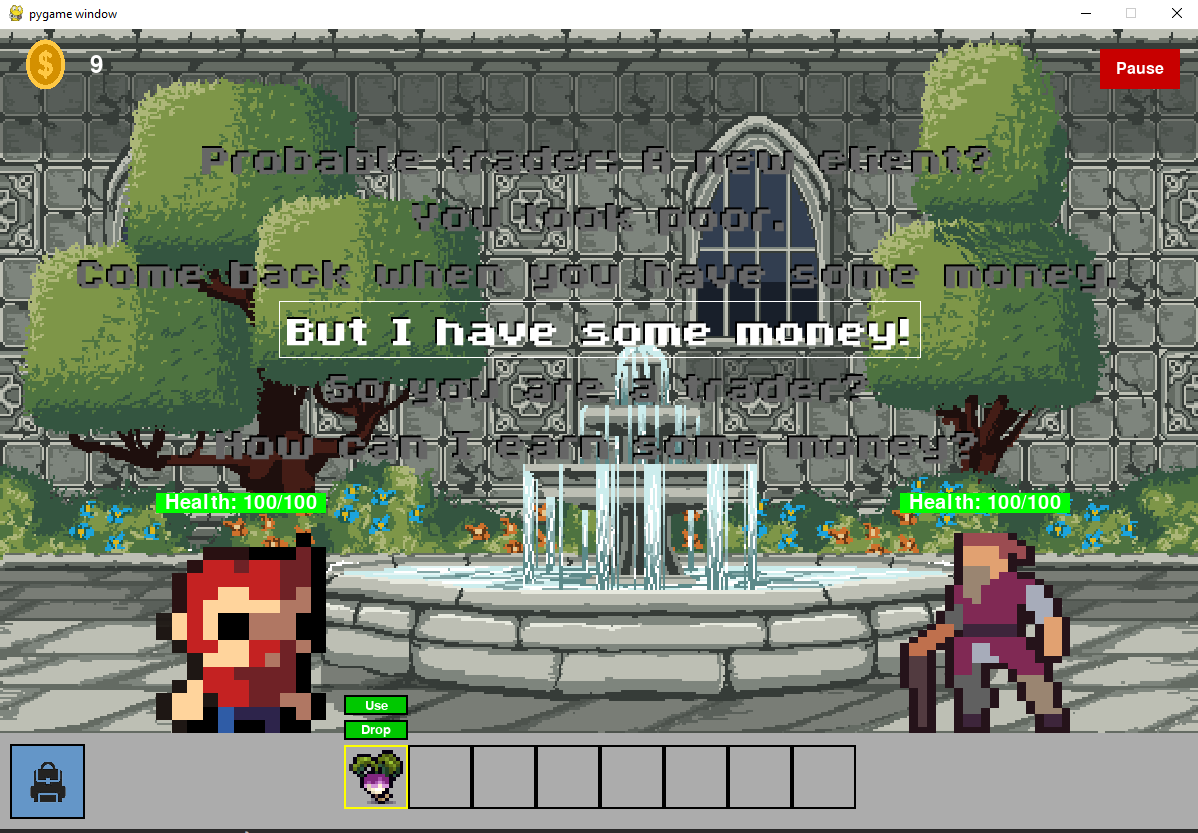 pygame window
9
Pause
Probable trader: A new client?
You look poor.
Come back when you have some money.
But I have some money!
So you are a trader?
How can I earn some money?
Health: 100/100
Health: 100/100
Use
Drop